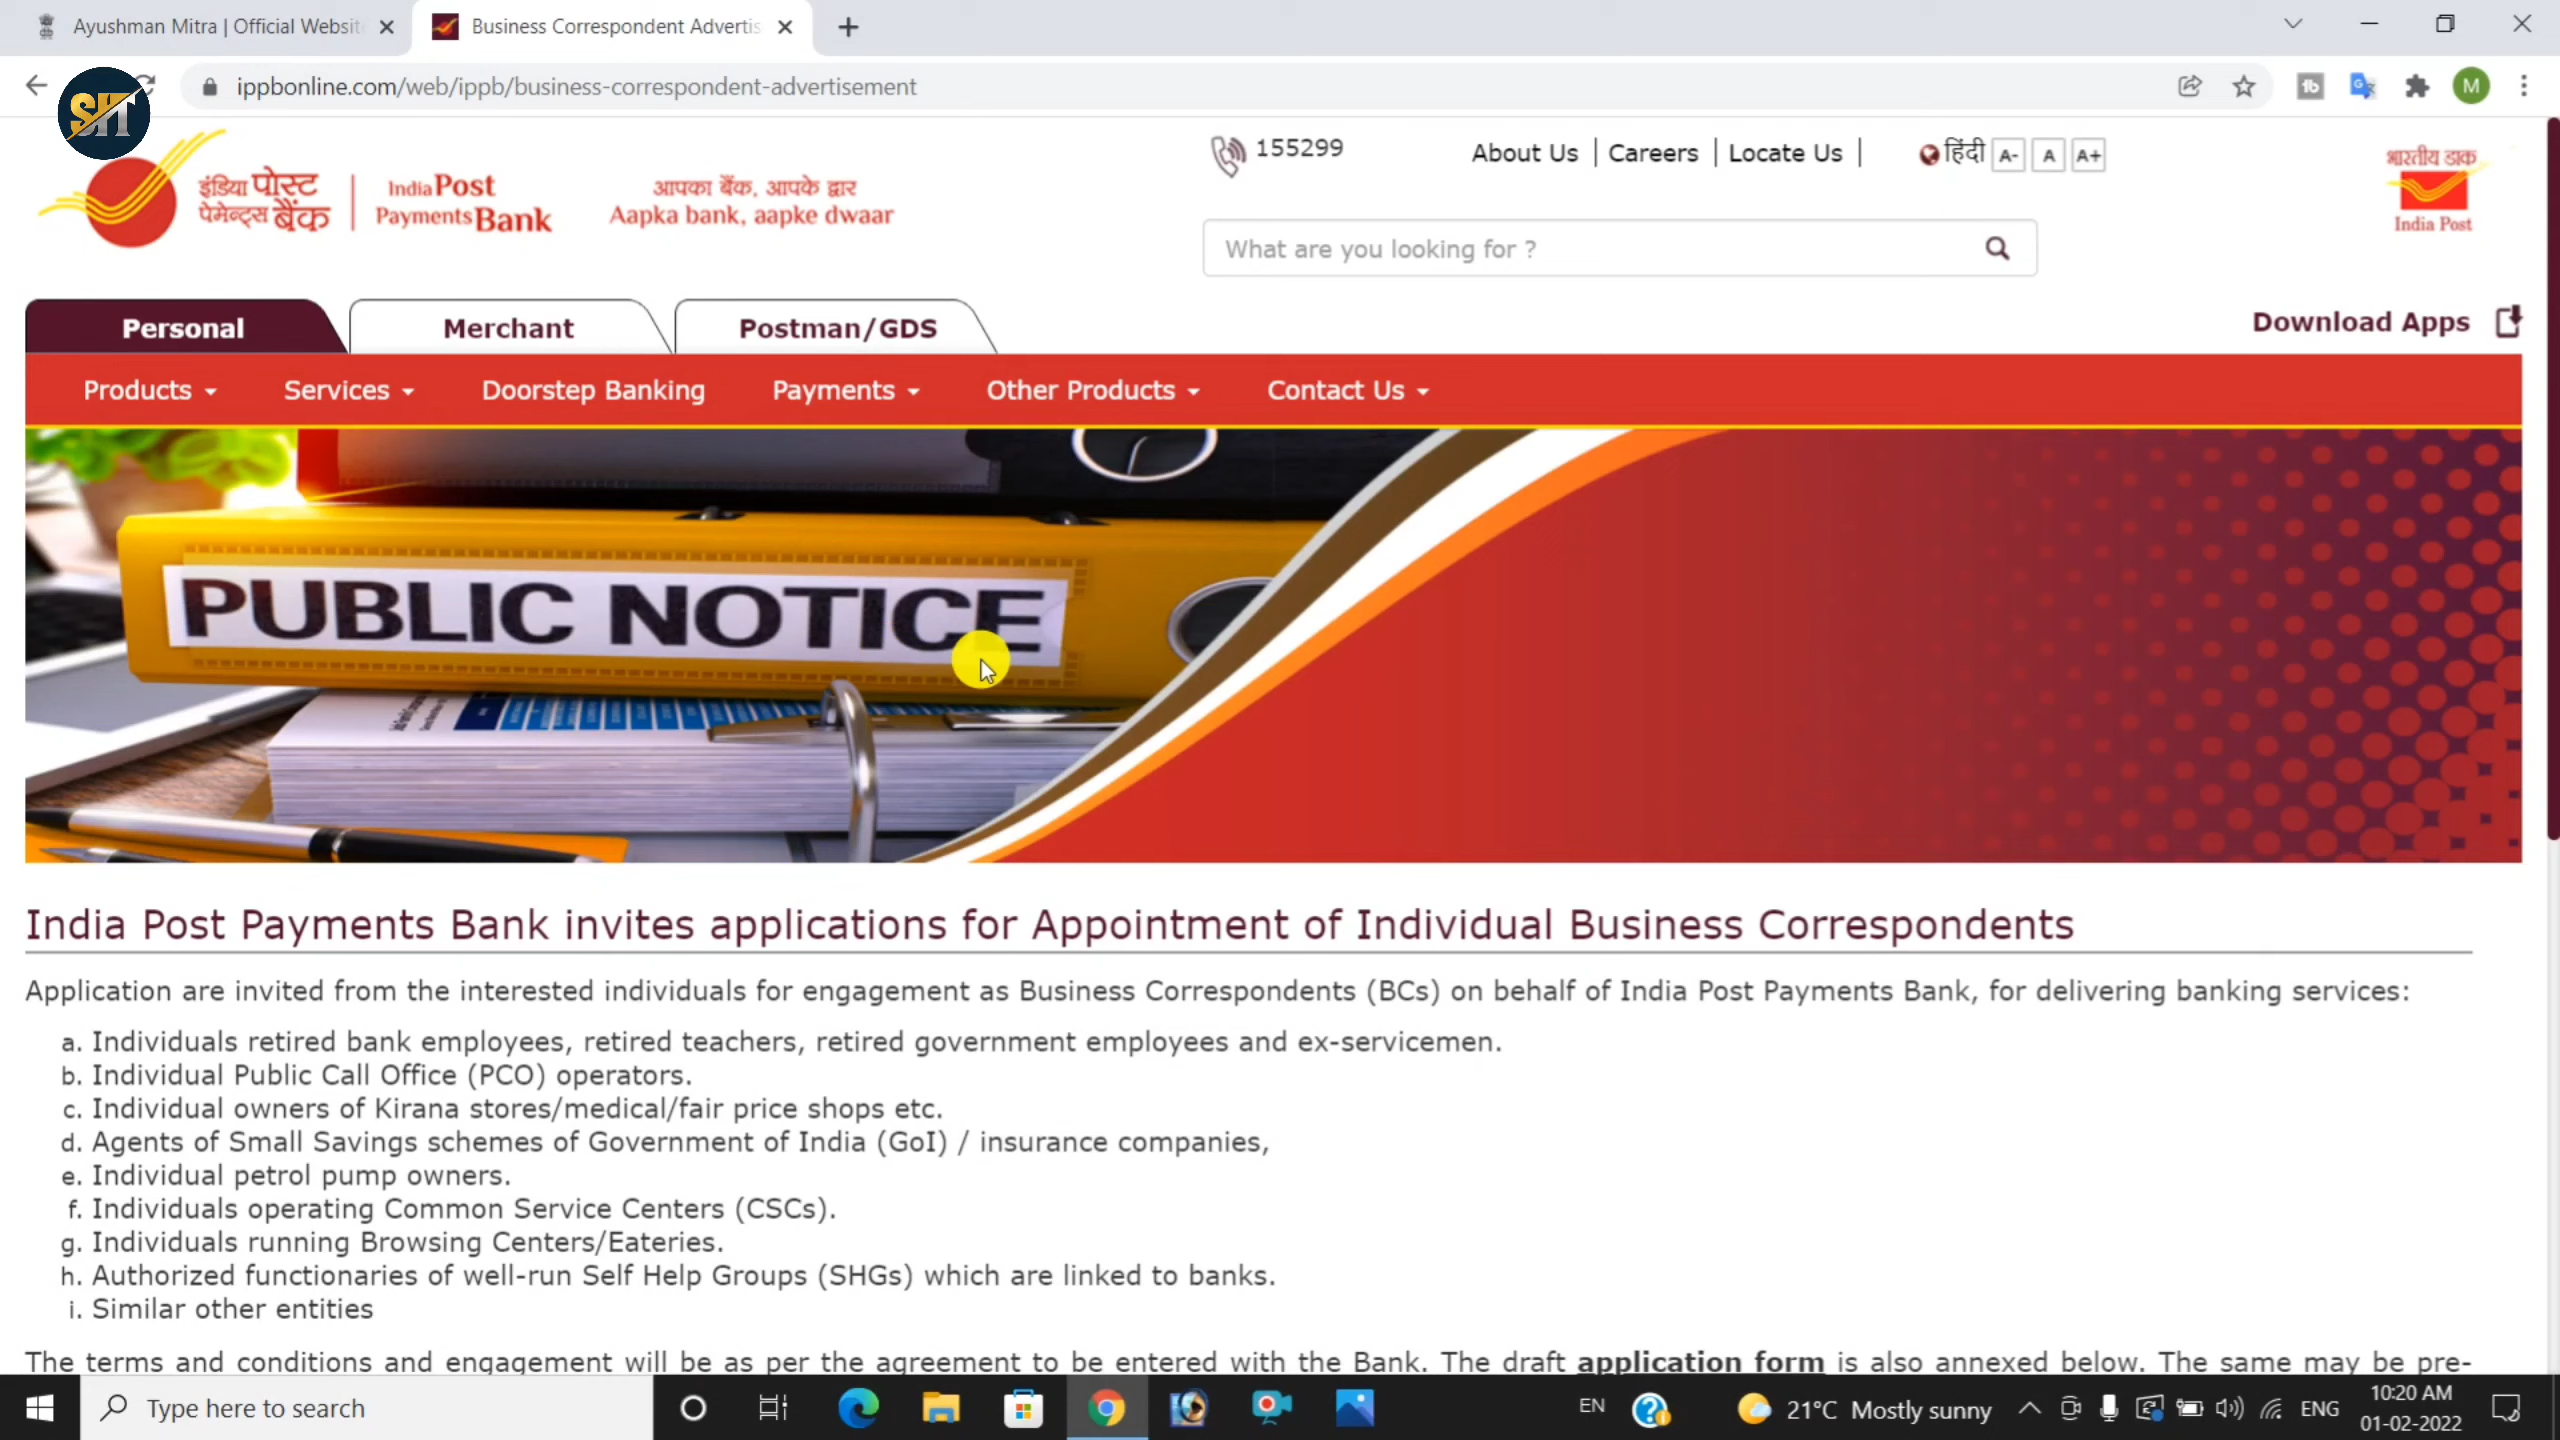 Ayushman Mitra | Official Website
Business Correspondent Advertis
ippbonline.com/web/ippb/business-correspondent-advertisement
M
SHT
इंडिया पोस्ट
पेमेन्ट्स बैंक
India Post
Payments Bank
आपका बैंक, आपके द्वार
Aapka bank, aapke dwaar
155299
About Us | Careers | Locate Us |
हिंदी A- A A+
भारतीय डाक
India Post
What are you looking for ?
Personal
Merchant
Postman/GDS
Download Apps
Products
Services
Doorstep Banking
Payments
Other Products
Contact Us
PUBLIC NOTICE
India Post Payments Bank invites applications for Appointment of Individual Business Correspondents
Application are invited from the interested individuals for engagement as Business Correspondents (BCs) on behalf of India Post Payments Bank, for delivering banking services:
a. Individuals retired bank employees, retired teachers, retired government employees and ex-servicemen.
b. Individual Public Call Office (PCO) operators.
c. Individual owners of Kirana stores/medical/fair price shops etc.
d. Agents of Small Savings schemes of Government of India (GoI) / insurance companies,
e. Individual petrol pump owners.
f. Individuals operating Common Service Centers (CSCs).
g. Individuals running Browsing Centers/Eateries.
h. Authorized functionaries of well-run Self Help Groups (SHGs) which are linked to banks.
i. Similar other entities
The terms and conditions and engagement will be as per the agreement to be entered with the Bank. The draft application form is also annexed below. The same may be pre-
Type here to search
EN
21°C Mostly sunny
ENG
10:20 AM
01-02-2022